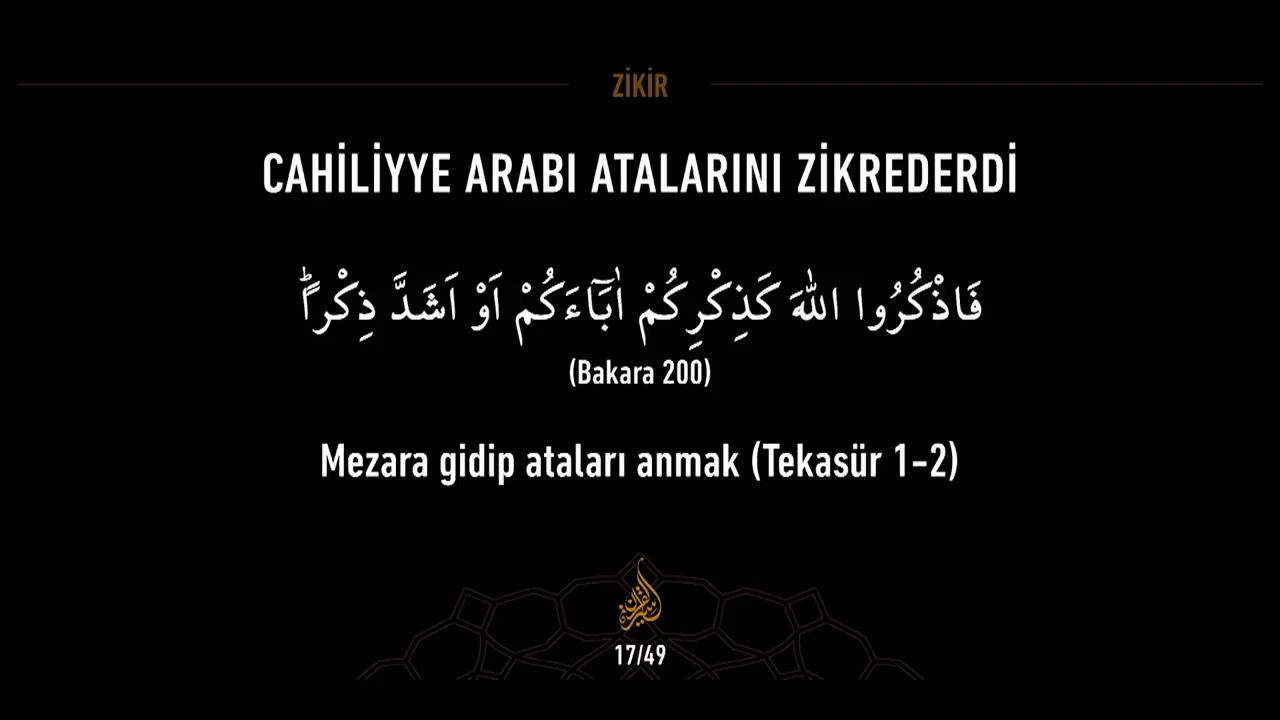 ZİKİR
CAHİLİYYE ARABI ATALARINI ZİKREDERDİ
فَاذْكُرُوا اللّٰهَ كَذِكْرِكُمْ اٰبَٓاءَكُمْ اَوْ اَشَدَّ ذِكْراًۜ
(Bakara 200)
Mezara gidip ataları anmak (Tekasür 1-2)
17/49